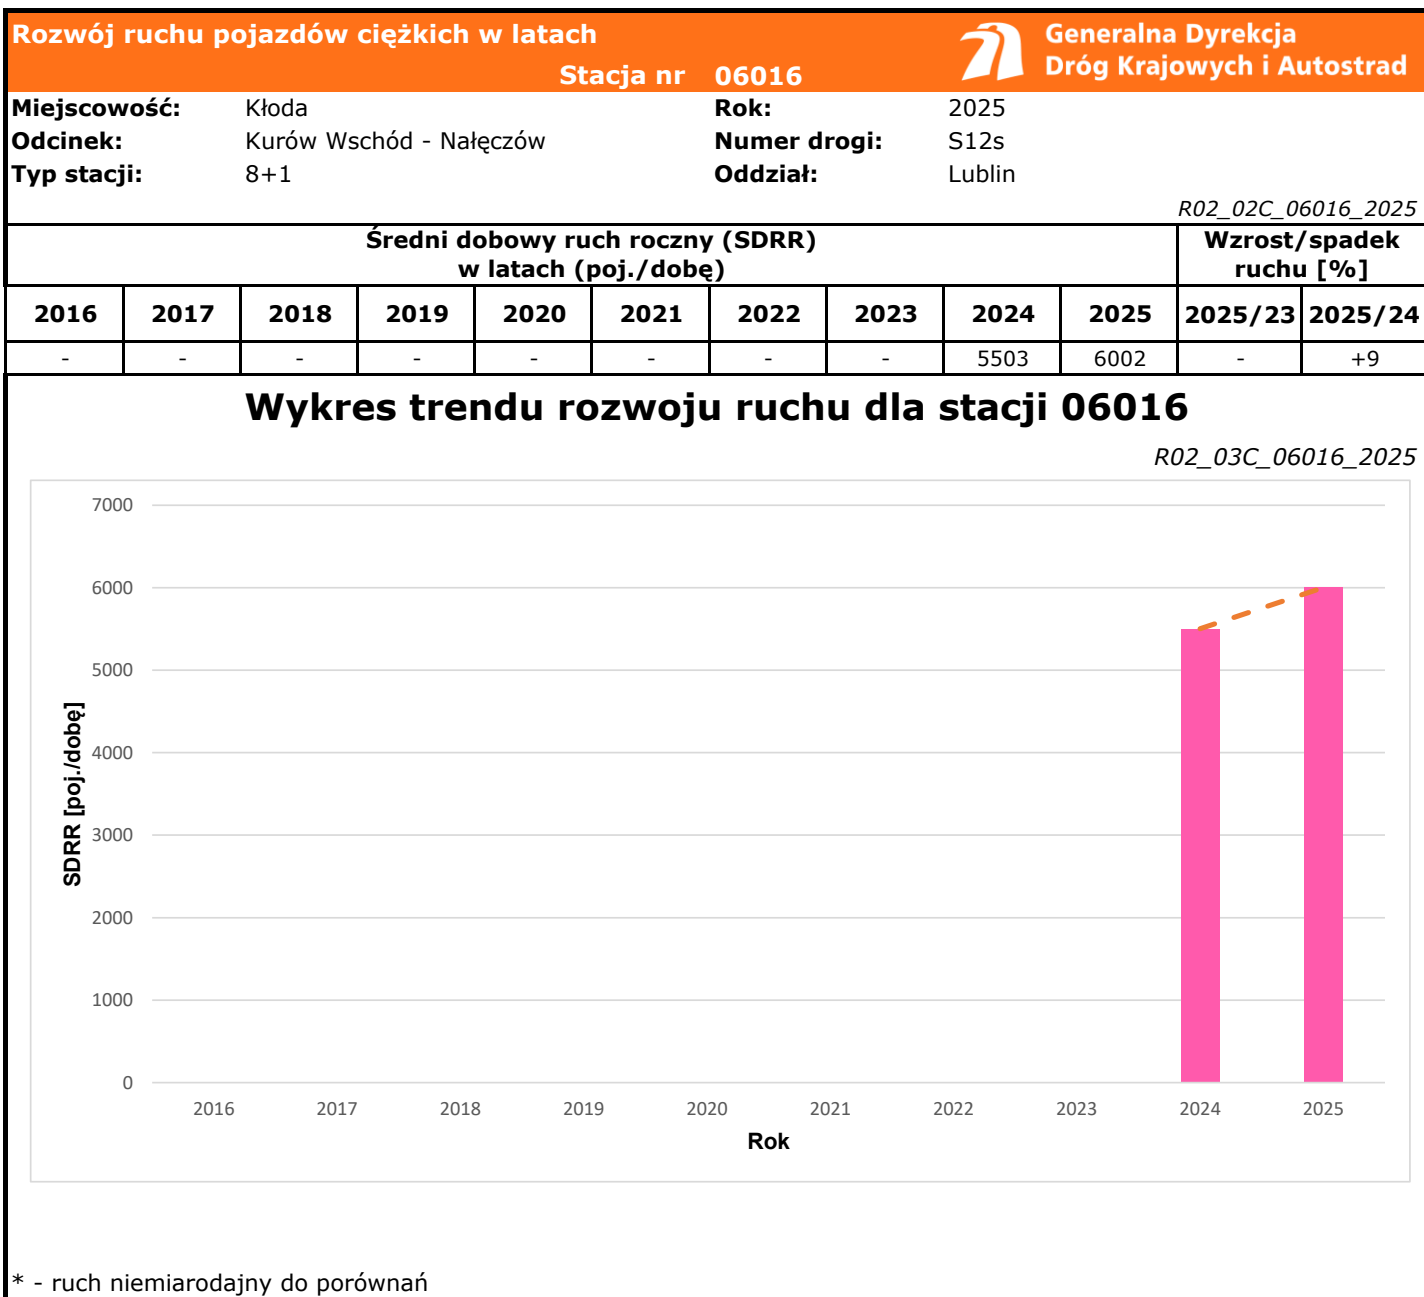 Rozwój ruchu pojazdów ciężkich w latach
Generalna Dyrekcja
Dróg Krajowych i Autostrad
Stacja nr 06016
Miejscowość: Kłoda Rok: 2025
Odcinek: Kurów Wschód - Nałęczów Numer drogi: S12s
Typ stacji: 8+1 Oddział: Lublin
R02_02C_06016_2025
Średni dobowy ruch roczny (SDRR)
w latach (poj./dobę)
Wzrost/spadek
ruchu [%]
2016 2017 2018 2019 2020 2021 2022 2023 2024 2025 2025/23 2025/24
- - - - - - - - 5503 6002 - +9
Wykres trendu rozwoju ruchu dla stacji 06016
R02_03C_06016_2025
7000
6000
5000
4000
3000
2000
1000
0
SDRR [poj./dobę]
2016 2017 2018 2019 2020 2021 2022 2023 2024 2025
Rok
* - ruch niemiarodajny do porównań